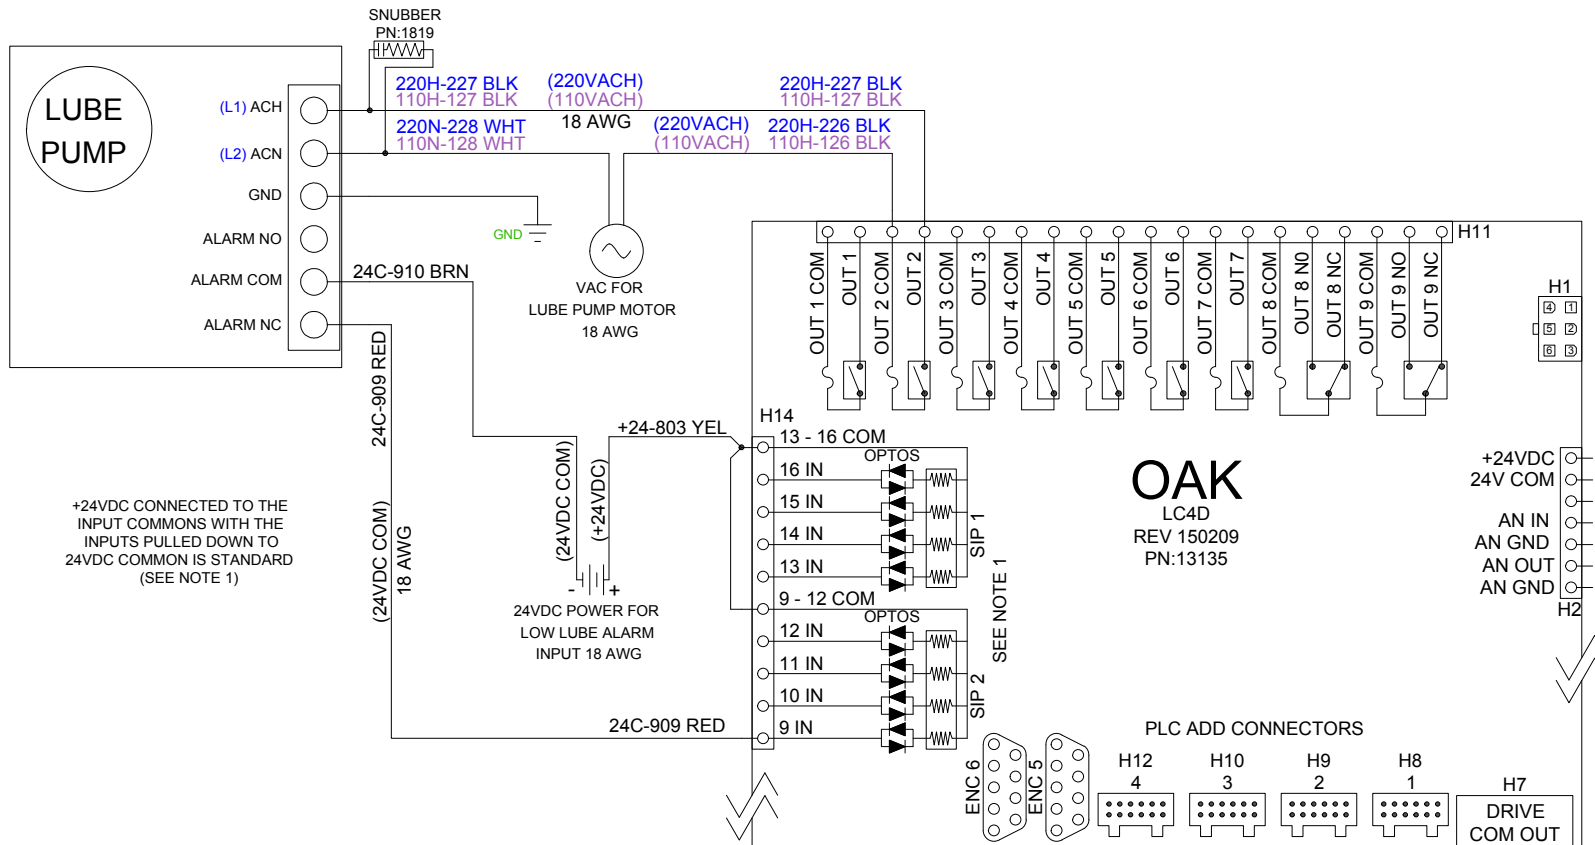 SNUBBER
PN:1819
LUBE
PUMP
(L1) ACH
(L2) ACN
GND
ALARM NO
ALARM COM
ALARM NC
220H-227 BLK
110H-127 BLK
(220VACH)
(110VACH)
18 AWG
220H-227 BLK
110H-127 BLK
220N-228 WHT
110N-128 WHT
(220VACH)
(110VACH)
220H-226 BLK
110H-126 BLK
GND
VAC FOR
LUBE PUMP MOTOR
18 AWG
24C-910 BRN
24C-909 RED
(24VDC COM)
18 AWG
+24VDC CONNECTED TO THE
INPUT COMMONS WITH THE
INPUTS PULLED DOWN TO
24VDC COMMON IS STANDARD
(SEE NOTE 1)
+24-803 YEL
(24VDC COM)
(+24VDC)
- +
24VDC POWER FOR
LOW LUBE ALARM
INPUT 18 AWG
24C-909 RED
H11
OUT 1 COM
OUT 1
OUT 2 COM
OUT 2
OUT 3 COM
OUT 3
OUT 4 COM
OUT 4
OUT 5 COM
OUT 5
OUT 6 COM
OUT 6
OUT 7 COM
OUT 7
OUT 8 COM
OUT 8 N0
OUT 8 NC
OUT 9 COM
OUT 9 NO
OUT 9 NC
H1
4 1
5 2
6 3
H14
13 - 16 COM
OPTOS
16 IN
15 IN
14 IN
13 IN
SIP 1
9 - 12 COM
OPTOS
12 IN
11 IN
10 IN
9 IN
SIP 2
SEE NOTE 1
OAK
LC4D
REV 150209
PN:13135
+24VDC
24V COM
AN IN
AN GND
AN OUT
AN GND
H2
ENC 6
ENC 5
PLC ADD CONNECTORS
H12
4
H10
3
H9
2
H8
1
H7
DRIVE
COM OUT